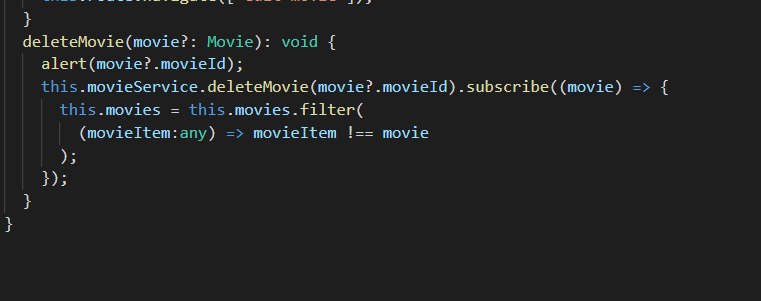 }
deleteMovie(movie?: Movie): void {
alert(movie?.movieId);
this.movieService.deleteMovie(movie?.movieId).subscribe((movie) => {
this.movies = this.movies.filter(
(movieItem:any) => movieItem !== movie
);
});
}
}